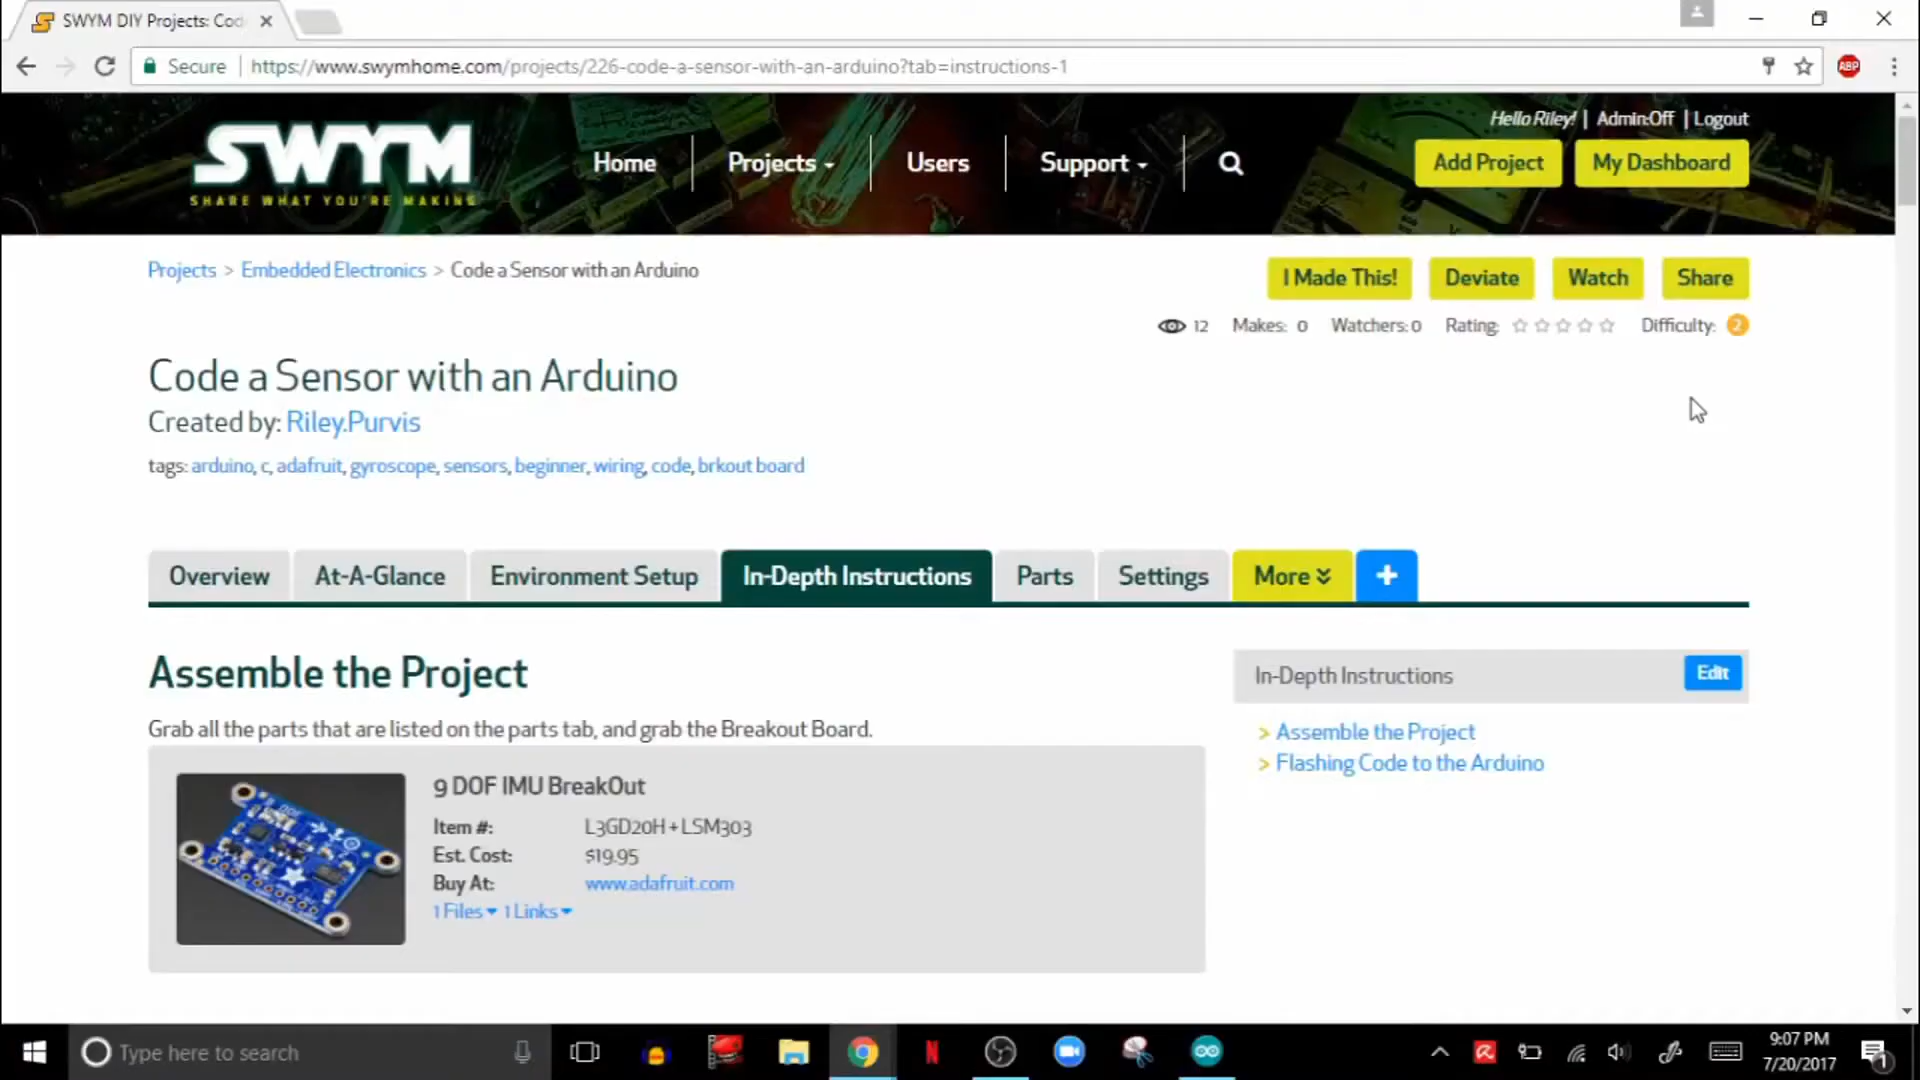 SWYM DIY Projects: Cod
Secure
https://www.swymhome.com/projects/226-code-a-sensor-with-an-arduino?tab=instructions-1
ABP
Hello Riley! | Admin:Off | Logout
SWYM
SHARE WHAT YOU'RE MAKING
Home
Projects
Users
Support
Add Project
My Dashboard
Projects > Embedded Electronics > Code a Sensor with an Arduino
I Made This!
Deviate
Watch
Share
12 Makes: 0 Watchers: 0 Rating: Difficulty: 2
Code a Sensor with an Arduino
Created by: Riley.Purvis
tags: arduino, c, adafruit, gyroscope, sensors, beginner, wiring, code, brkout board
Overview
At-A-Glance
Environment Setup
In-Depth Instructions
Parts
Settings
More
+
Assemble the Project
Grab all the parts that are listed on the parts tab, and grab the Breakout Board.
9 DOF IMU BreakOut
Item #: L3GD20H + LSM303
Est. Cost: $19.95
Buy At: www.adafruit.com
1 Files 1 Links
In-Depth Instructions
Edit
> Assemble the Project
> Flashing Code to the Arduino
Type here to search
N
9:07 PM
7/20/2017
1